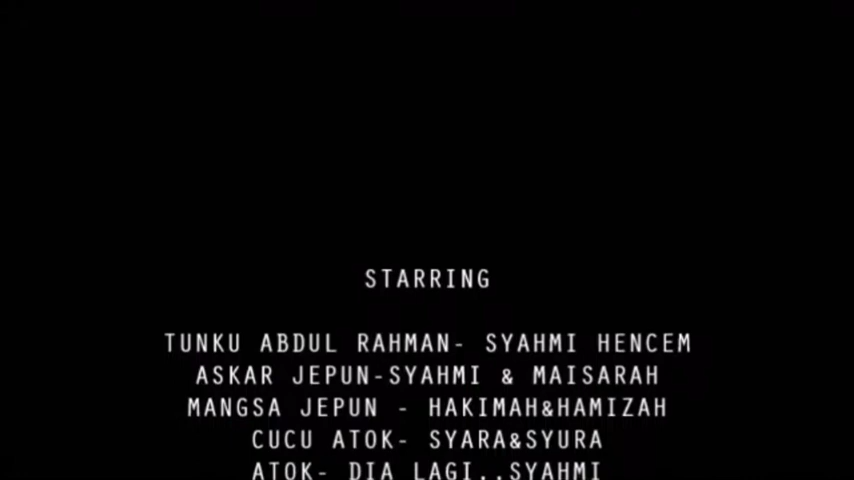 STARRING
TUNKU ABDUL RAHMAN- SYAHMI HENCEM
ASKAR JEPUN-SYAHMI & MAISARAH
MANGSA JEPUN - HAKIMAH&HAMIZAH
CUCU ATOK- SYARA&SYURA
ATOK- DIA LAGI..SYAHMI